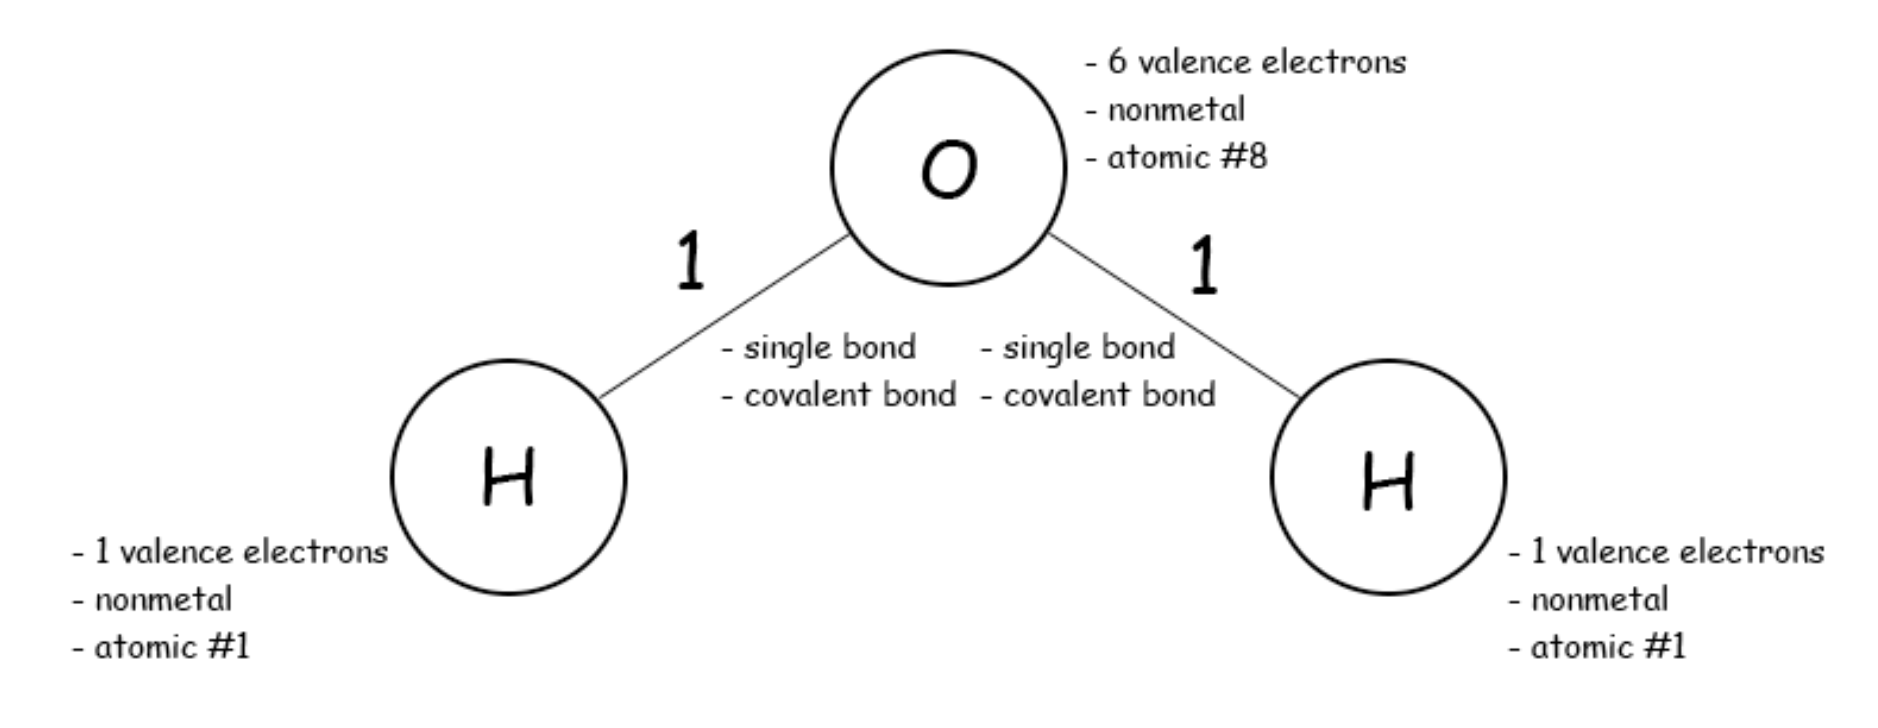 - 6 valence electrons
- nonmetal
- atomic #8
O
1
1
- single bond
- covalent bond
- single bond
- covalent bond
H
- 1 valence electrons
- nonmetal
- atomic #1
H
- 1 valence electrons
- nonmetal
- atomic #1